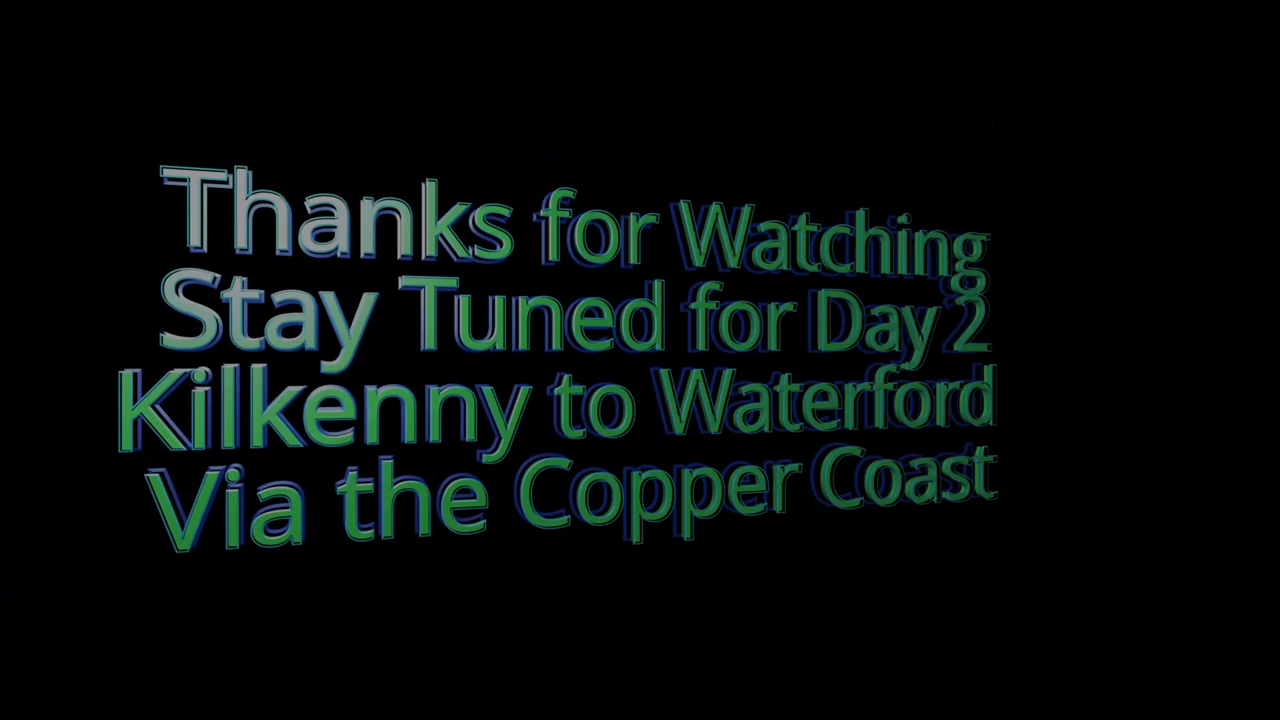 Thanks for Watching
Stay Tuned for Day 2
Kilkenny to Waterford
Via the Copper Coast